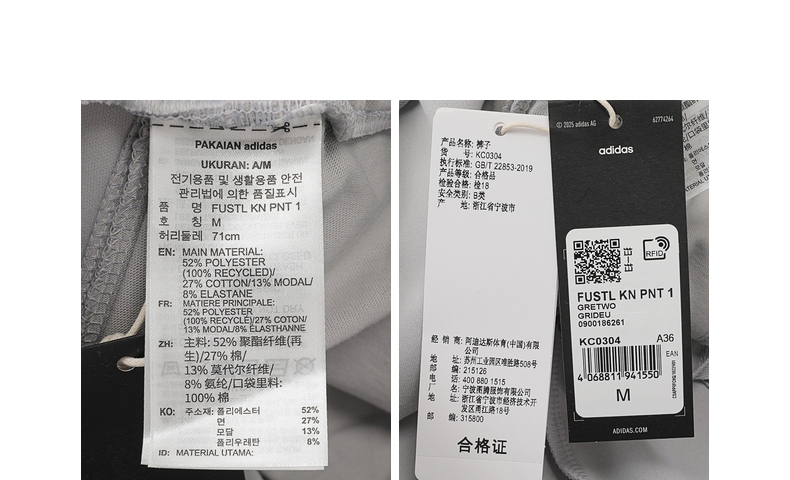 PAKAIAN adidas
UKURAN: A/M
전기용품 및 생활용품 안전
관리법에 의한 품질표시
품 명 FUSTL KN PNT 1
호 칭 M
허리둘레 71cm
EN: MAIN MATERIAL:
52% POLYESTER
(100% RECYCLED)/
27% COTTON/13% MODAL/
8% ELASTANE
FR: MATIERE PRINCIPALE:
52% POLYESTER
(100% RECYCLÉ)/27% COTON/
13% MODAL/8% ÉLASTHANNE
ZH: 主料: 52% 聚酯纤维(再
生)/27% 棉/
13% 莫代尔纤维/
8% 氨纶/口袋里料:
100% 棉
KO: 주소재: 폴리에스터 52%
면 27%
모달 13%
폴리우레탄 8%
ID: MATERIAL UTAMA:
产品名称: 裤子
货 号: KC0304
执行标准: GB/T 22853-2019
产品等级: 合格品
检验合格: 检18
安全类别: B类
产 地: 浙江省宁波市
经 销 商: 阿迪达斯体育(中国)有限
公司
地 址: 苏州工业园区唯胜路508号
邮 编: 215126
电 话: 400 880 1515
厂 名: 宁波甬腾服饰有限公司
地 址: 浙江省宁波市经济技术开
发区甬江路18号
邮 编: 315800
合格证
© 2025 adidas AG 62774264
adidas
RFID
FUSTL KN PNT 1
GRETWO
GRIDEU
0900186261
KC0304 A36
EAN
4 068811 941550
M
ADIDAS.COM